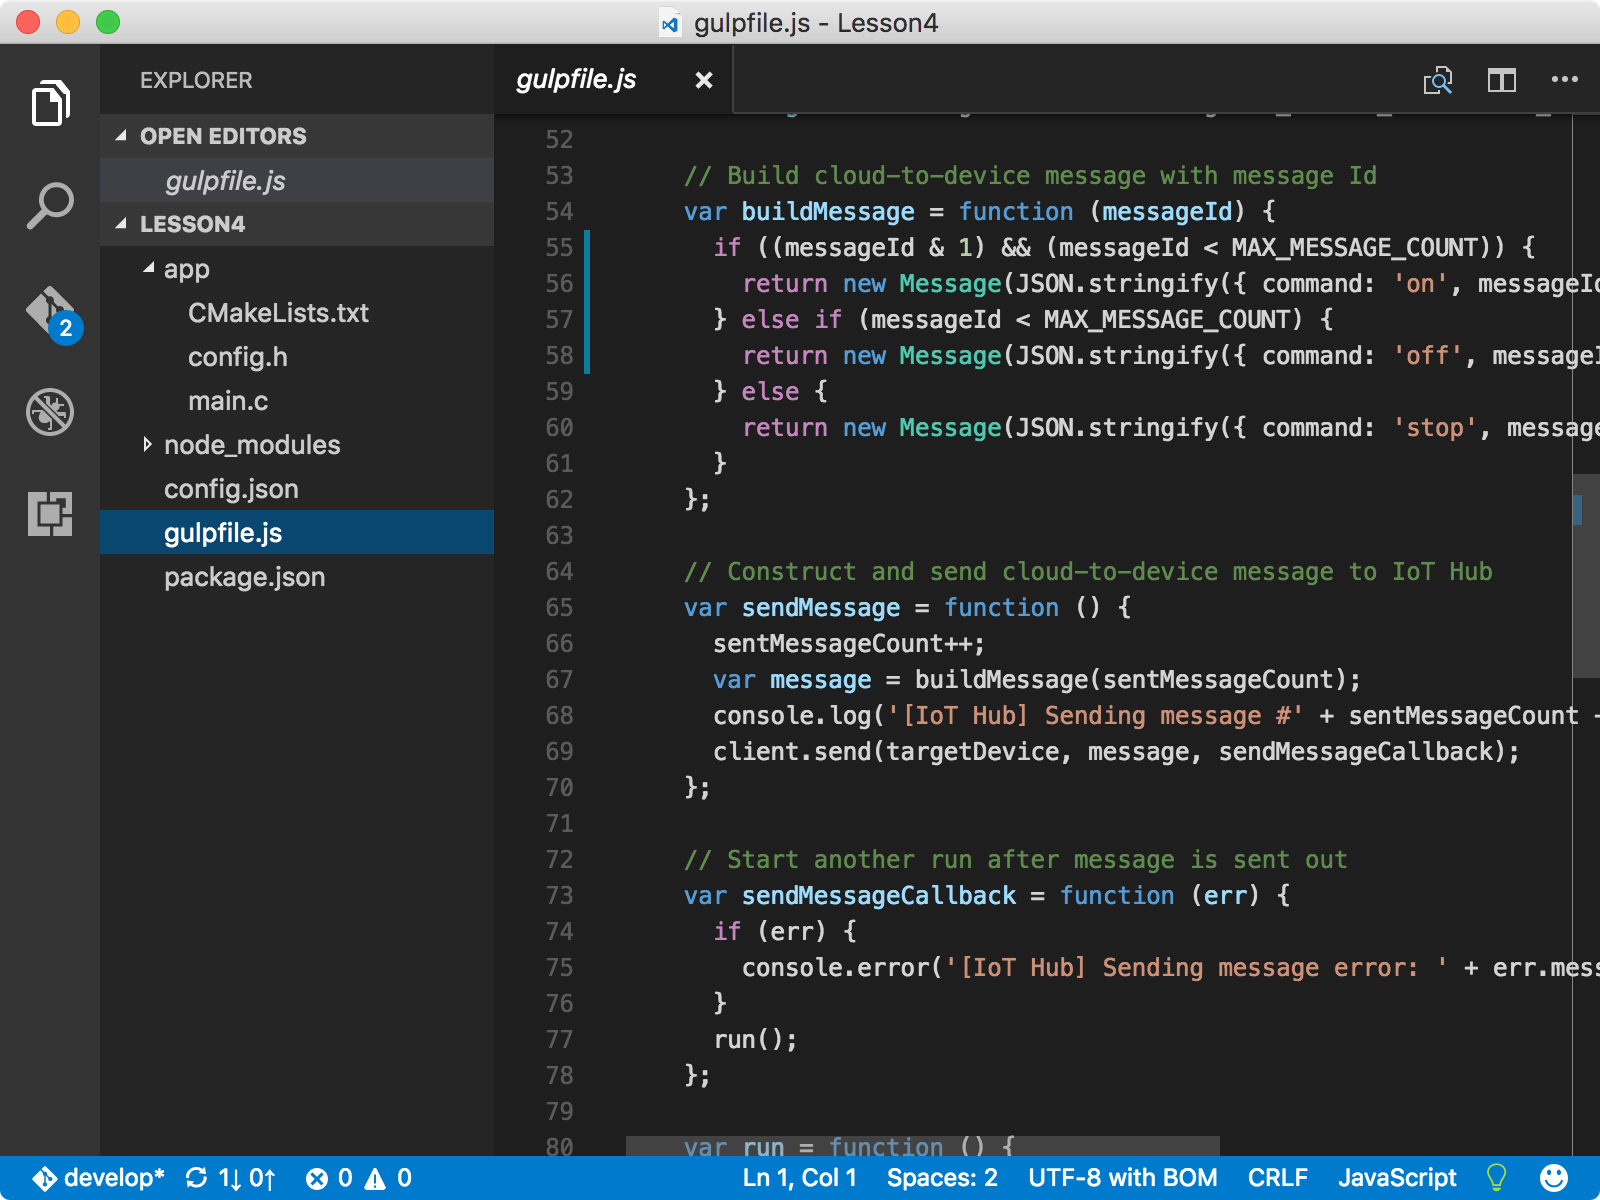 gulpfile.js - Lesson4
EXPLORER
OPEN EDITORS
gulpfile.js
LESSON4
app
CMakeLists.txt
config.h
main.c
node_modules
config.json
gulpfile.js
package.json
2
gulpfile.js
52
53 // Build cloud-to-device message with message Id
54 var buildMessage = function (messageId) {
55 if ((messageId & 1) && (messageId < MAX_MESSAGE_COUNT)) {
56 return new Message(JSON.stringify({ command: 'on', messageId
57 } else if (messageId < MAX_MESSAGE_COUNT) {
58 return new Message(JSON.stringify({ command: 'off', messageI
59 } else {
60 return new Message(JSON.stringify({ command: 'stop', message
61 }
62 };
63
64 // Construct and send cloud-to-device message to IoT Hub
65 var sendMessage = function () {
66 sentMessageCount++;
67 var message = buildMessage(sentMessageCount);
68 console.log('[IoT Hub] Sending message #' + sentMessageCount
69 client.send(targetDevice, message, sendMessageCallback);
70 };
71
72 // Start another run after message is sent out
73 var sendMessageCallback = function (err) {
74 if (err) {
75 console.error('[IoT Hub] Sending message error: ' + err.mess
76 }
77 run();
78 };
79
80 var run = function () {
develop* 1↓ 0↑ 0 0 Ln 1, Col 1 Spaces: 2 UTF-8 with BOM CRLF JavaScript